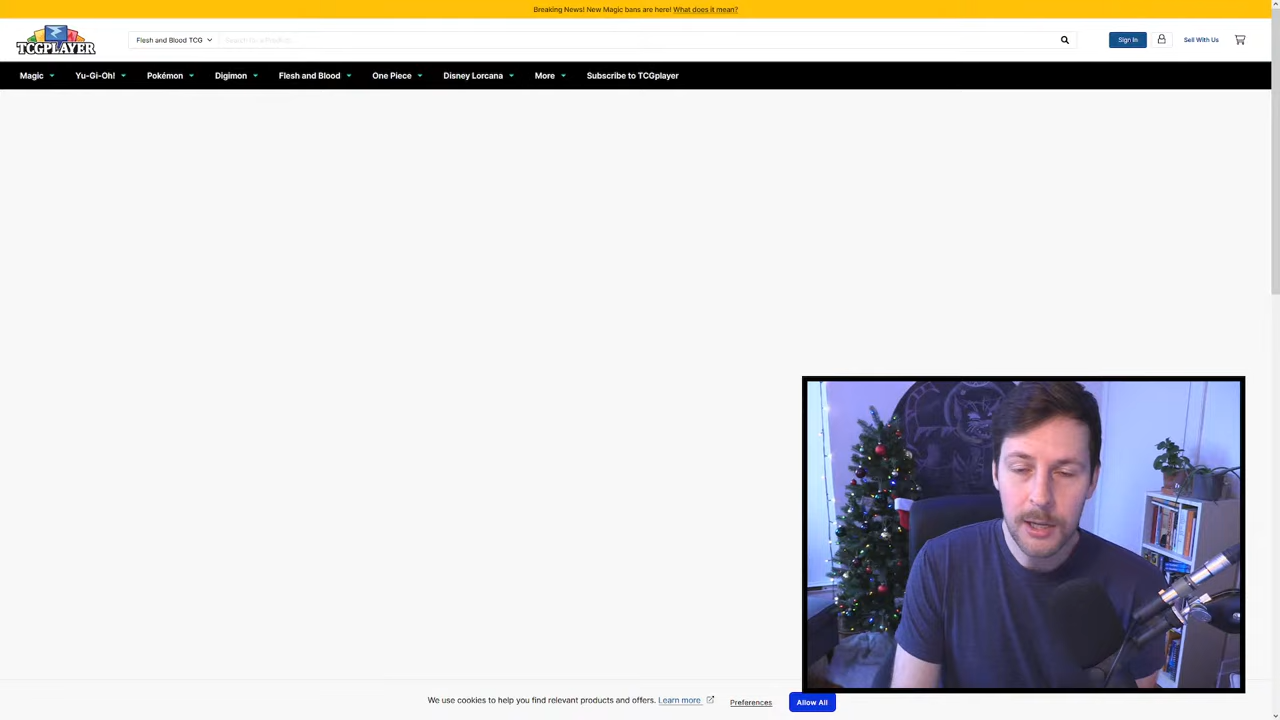 Breaking News! New Magic bans are here! What does it mean?
TCGPLAYER
Flesh and Blood TCG
Sign In
Sell With Us
Magic Yu-Gi-Oh! Pokémon Digimon Flesh and Blood One Piece Disney Lorcana More Subscribe to TCGplayer
We use cookies to help you find relevant products and offers. Learn more Preferences Allow All